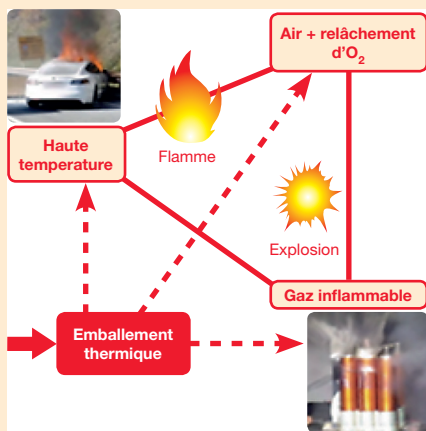 Air + relâchement
d'O₂
Flamme
Haute
temperature
Explosion
Gaz inflammable
Emballement
thermique